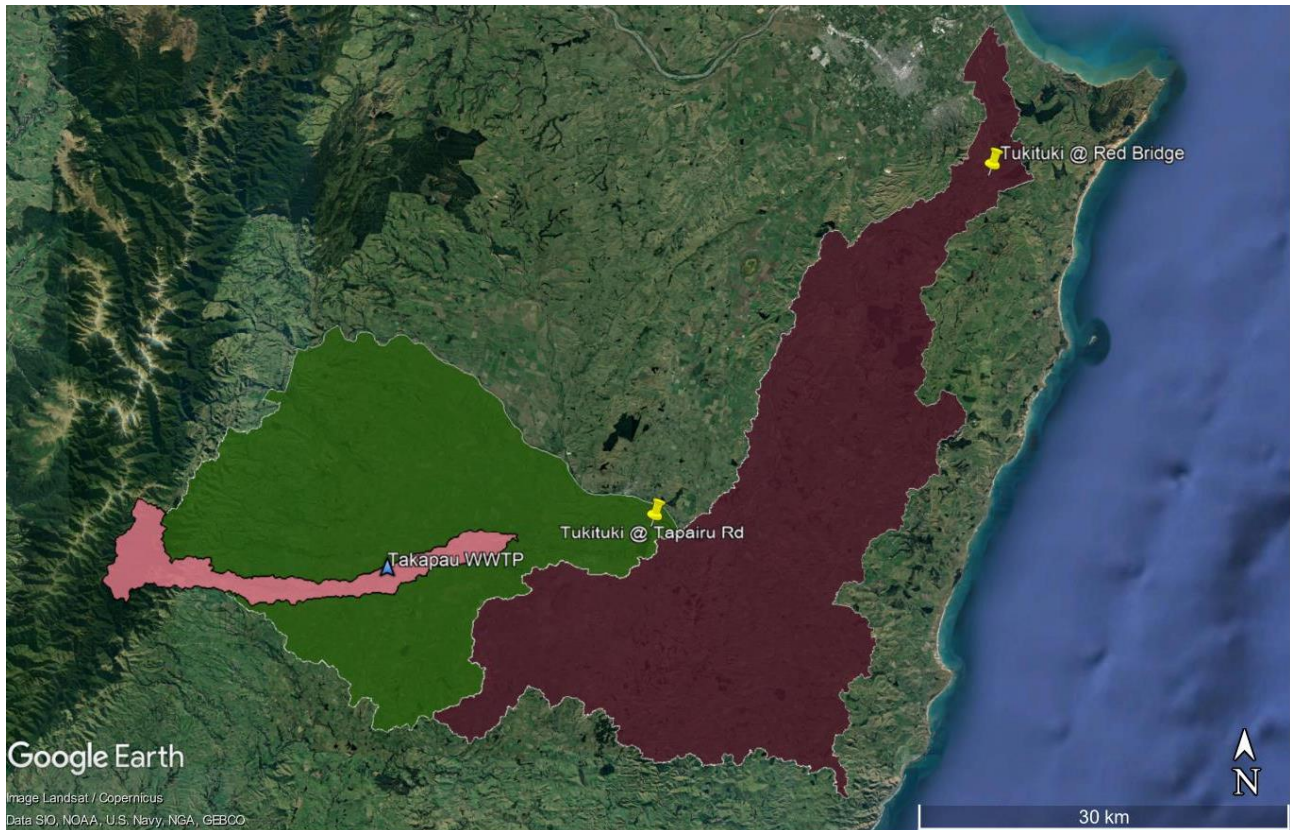 Tukituki @ Red Bridge
Tukituki @ Tapairu Rd
Takapau WWTP
Google Earth
Image Landsat / Copernicus
Data SIO, NOAA, U.S. Navy, NGA, GEBCO
N
30 km